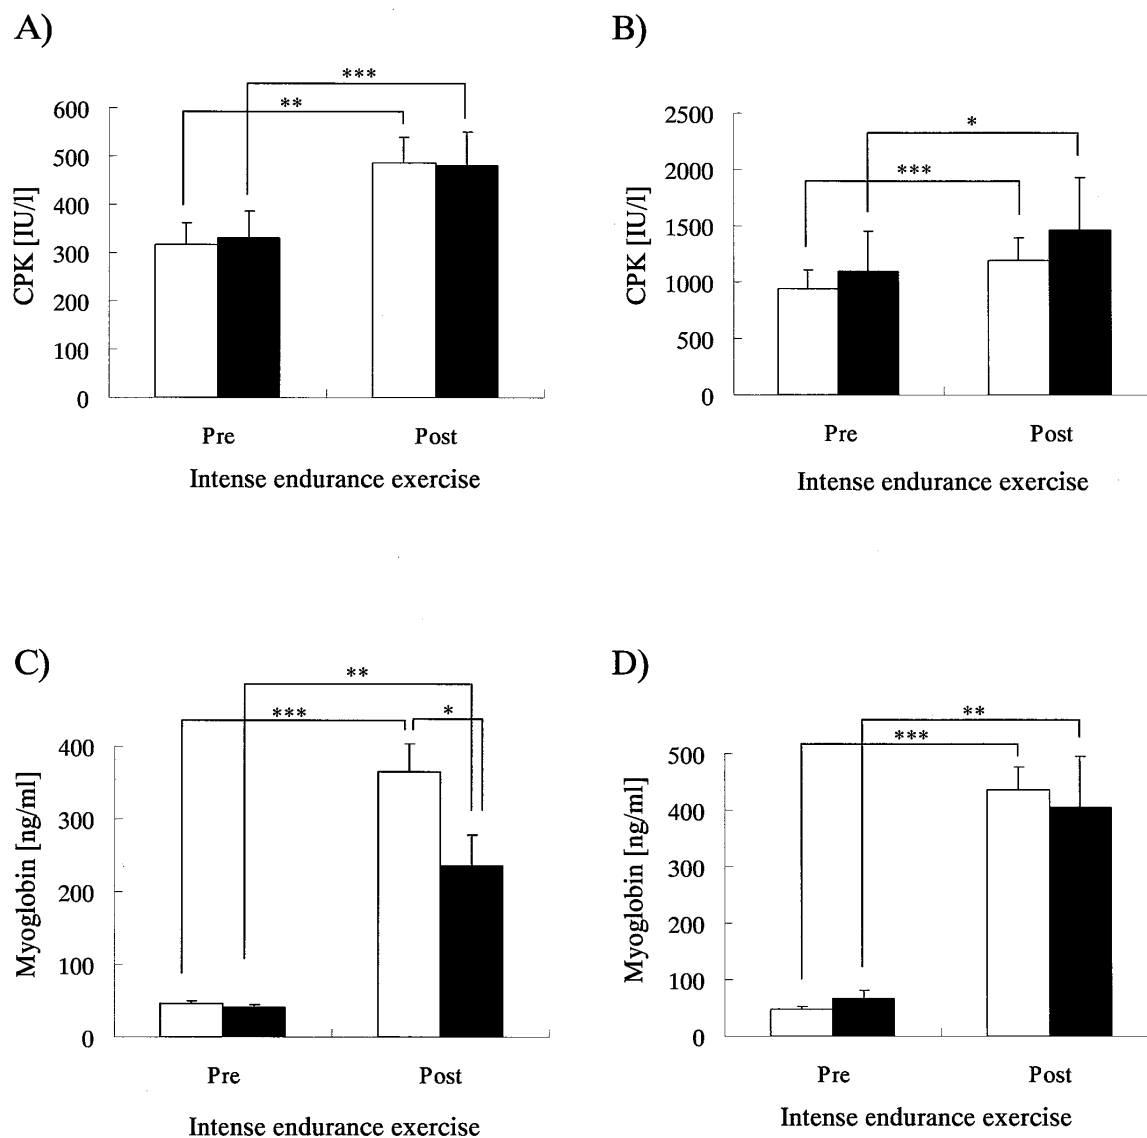 A)
***
**
600
500
400
300
200
100
0
CPK [IU/l]
Pre
Post
Intense endurance exercise
B)
*
***
2500
2000
1500
1000
500
0
CPK [IU/l]
Pre
Post
Intense endurance exercise
C)
**
***
*
400
300
200
100
0
Myoglobin [ng/ml]
Pre
Post
Intense endurance exercise
D)
**
***
500
400
300
200
100
0
Myoglobin [ng/ml]
Pre
Post
Intense endurance exercise